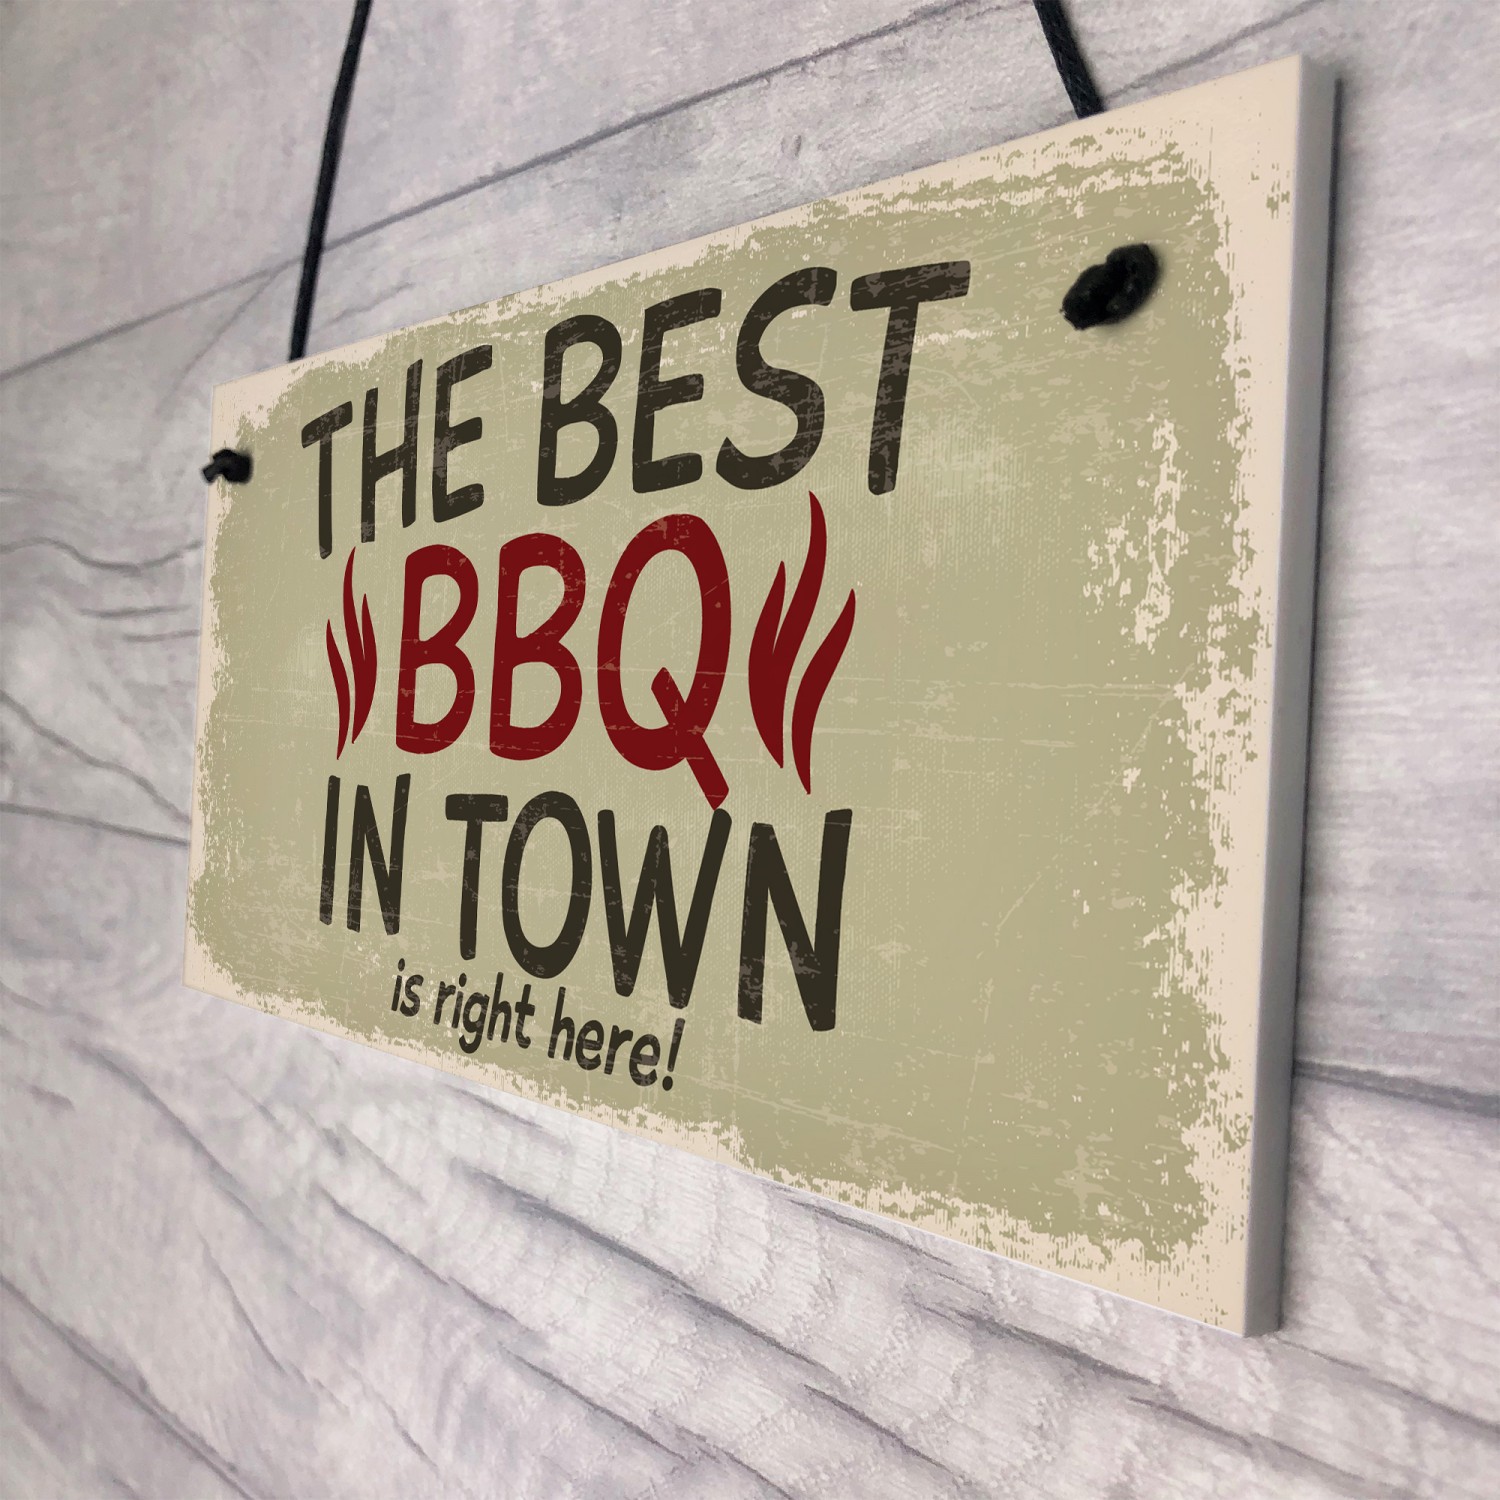 THE BEST
BBQ
IN TOWN
is right here!